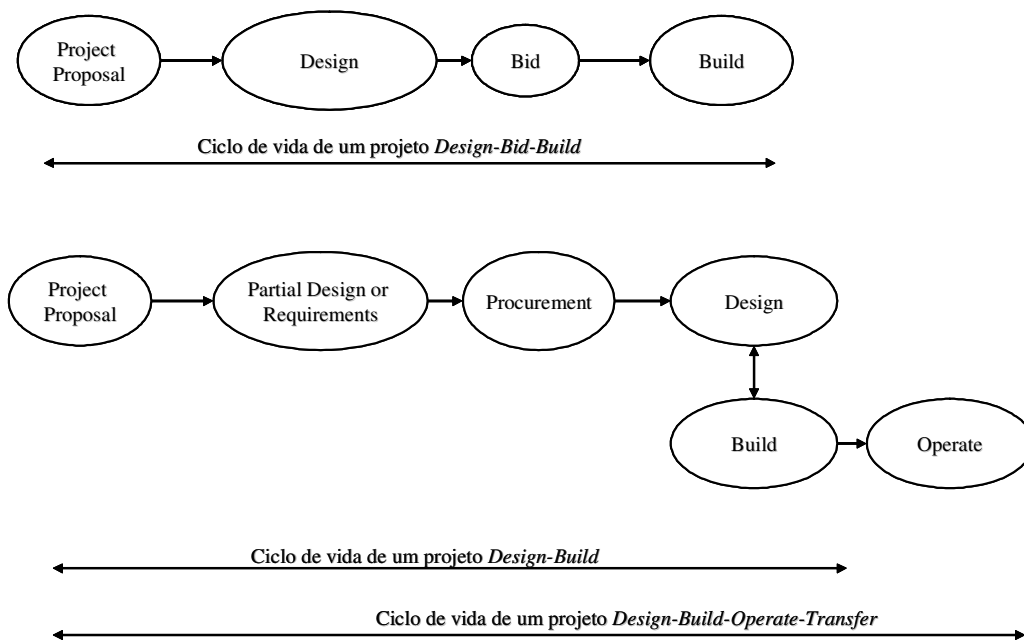 Project
Proposal
Design
Bid
Build
Ciclo de vida de um projeto Design-Bid-Build
Project
Proposal
Partial Design or
Requirements
Procurement
Design
Build
Operate
Ciclo de vida de um projeto Design-Build
Ciclo de vida de um projeto Design-Build-Operate-Transfer